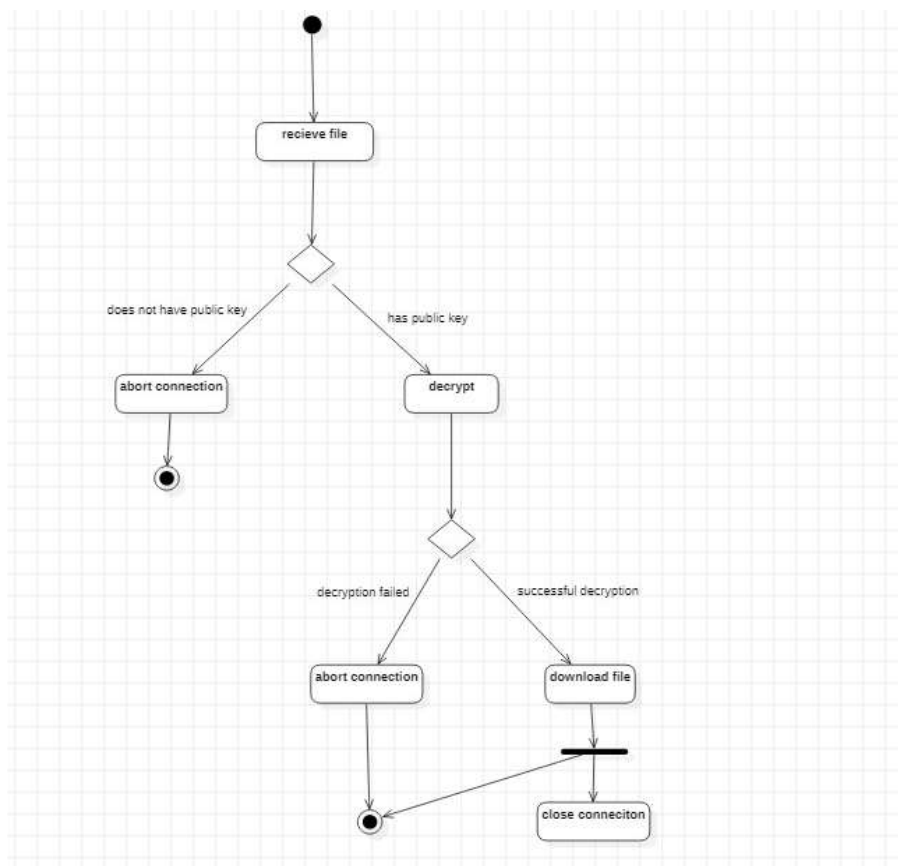 recieve file
does not have public key
has public key
abort connection
decrypt
decryption failed
successful decryption
abort connection
download file
close conneciton